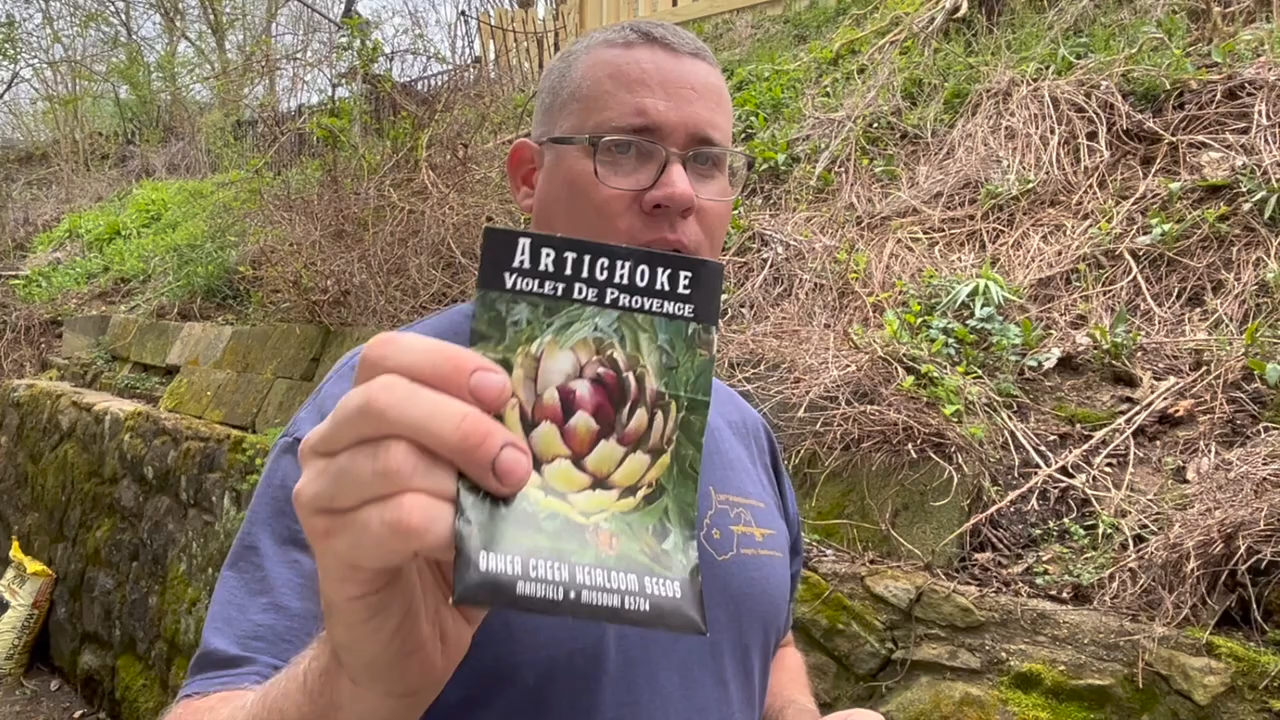 ARTICHOKE
VIOLET DE PROVENCE
BAKER CREEK HEIRLOOM SEEDS
MANSFIELD * MISSOURI 65704